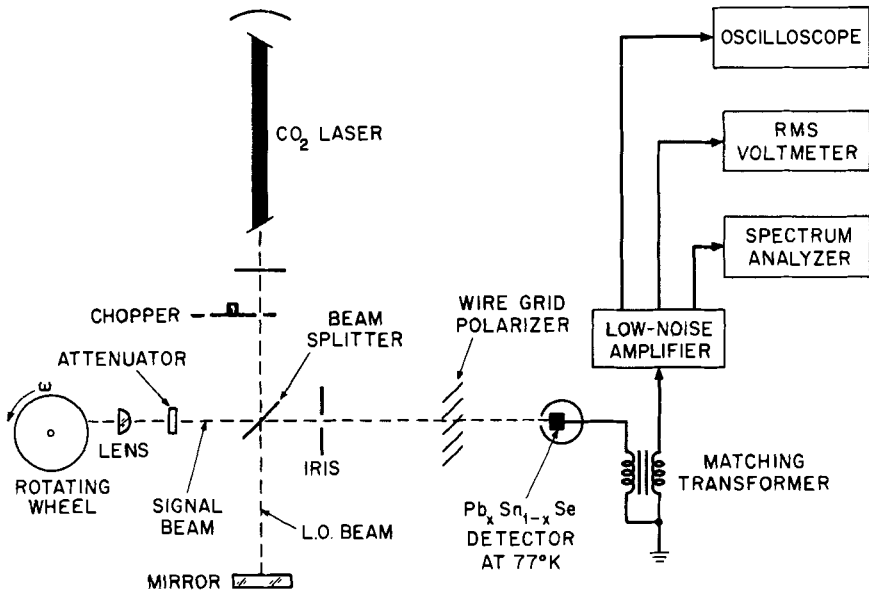 OSCILLOSCOPE
CO₂ LASER
RMS
VOLTMETER
SPECTRUM
ANALYZER
CHOPPER
BEAM
SPLITTER
WIRE GRID
POLARIZER
LOW-NOISE
AMPLIFIER
ATTENUATOR
ω
LENS
IRIS
ROTATING
WHEEL
SIGNAL
BEAM
L.O. BEAM
MATCHING
TRANSFORMER
PbₓSn₁₋ₓSe
DETECTOR
AT 77°K
MIRROR